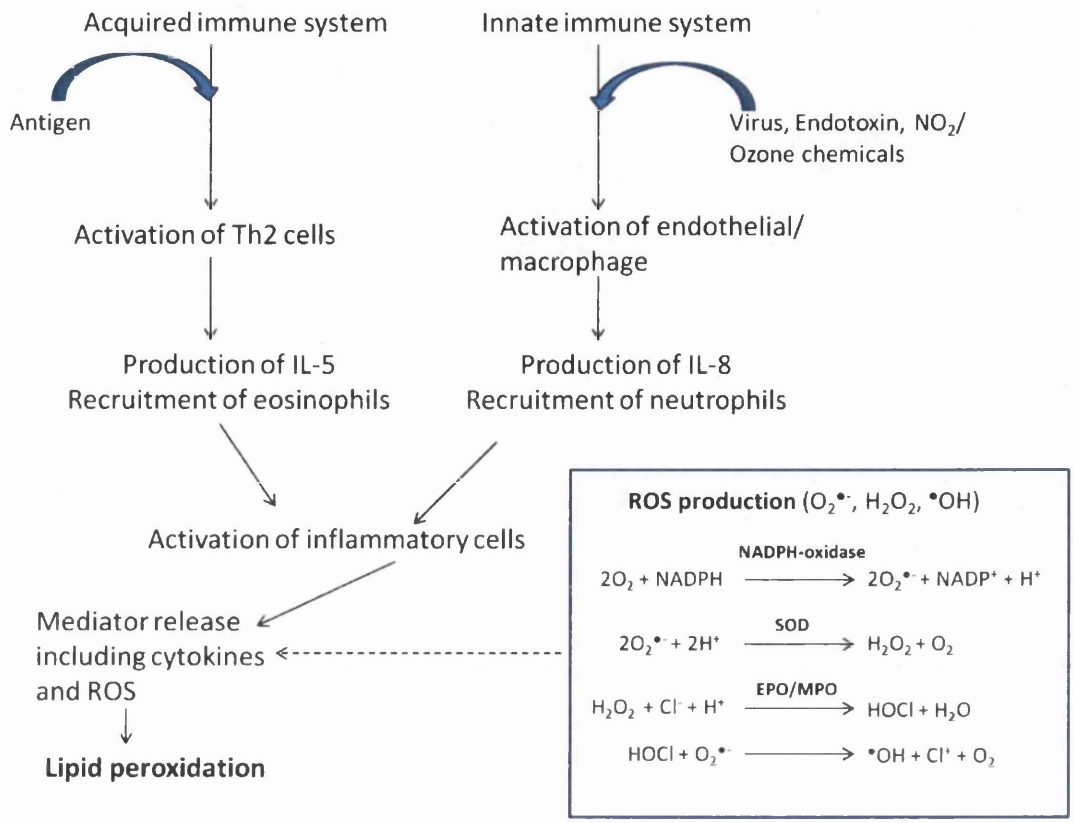 Acquired immune system
Innate immune system
Antigen
Virus, Endotoxin, NO₂/
Ozone chemicals
Activation of Th2 cells
Activation of endothelial/
macrophage
Production of IL-5
Recruitment of eosinophils
Production of IL-8
Recruitment of neutrophils
Activation of inflammatory cells
Mediator release
including cytokines
and ROS
Lipid peroxidation
ROS production (O₂•⁻, H₂O₂, •OH)
NADPH-oxidase
2O₂ + NADPH → 2O₂•⁻ + NADP⁺ + H⁺
SOD
2O₂•⁻ + 2H⁺ → H₂O₂ + O₂
EPO/MPO
H₂O₂ + Cl⁻ + H⁺ → HOCl + H₂O
HOCl + O₂•⁻ → •OH + Cl⁺ + O₂